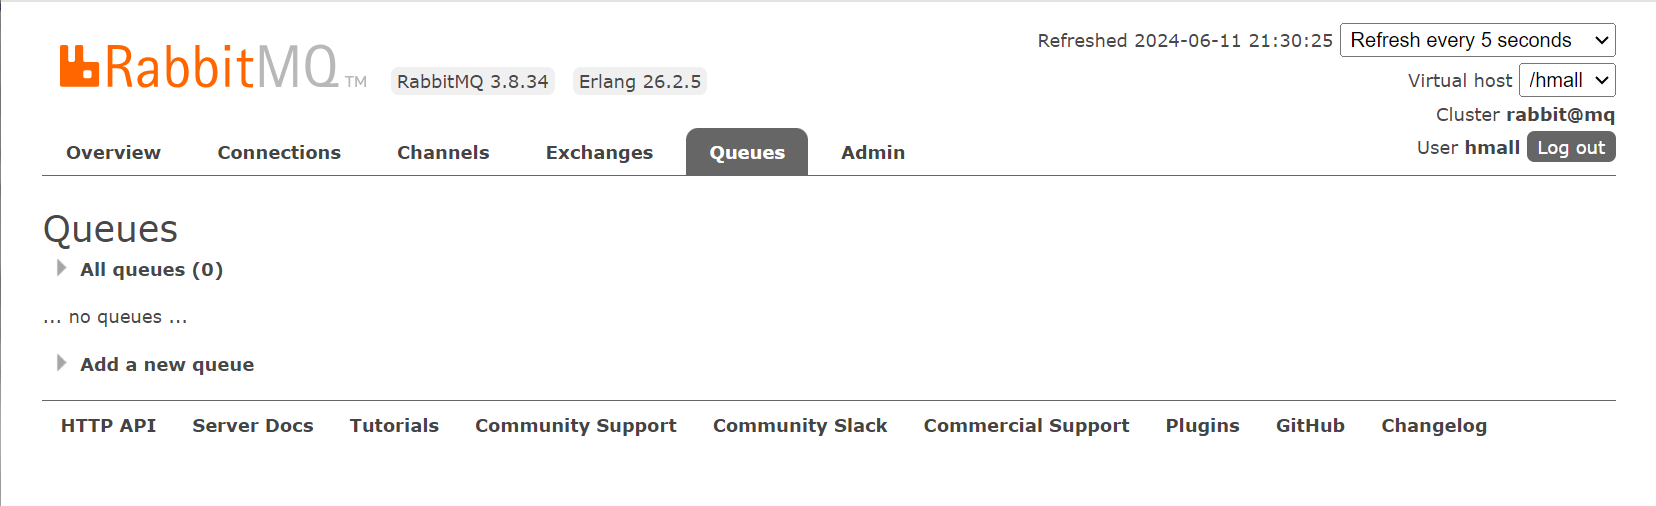 RabbitMQ TM
RabbitMQ 3.8.34 Erlang 26.2.5
Refreshed 2024-06-11 21:30:25 Refresh every 5 seconds
Virtual host /hmall
Cluster rabbit@mq
User hmall Log out
Overview Connections Channels Exchanges Queues Admin
Queues
All queues (0)
... no queues ...
Add a new queue
HTTP API Server Docs Tutorials Community Support Community Slack Commercial Support Plugins GitHub Changelog